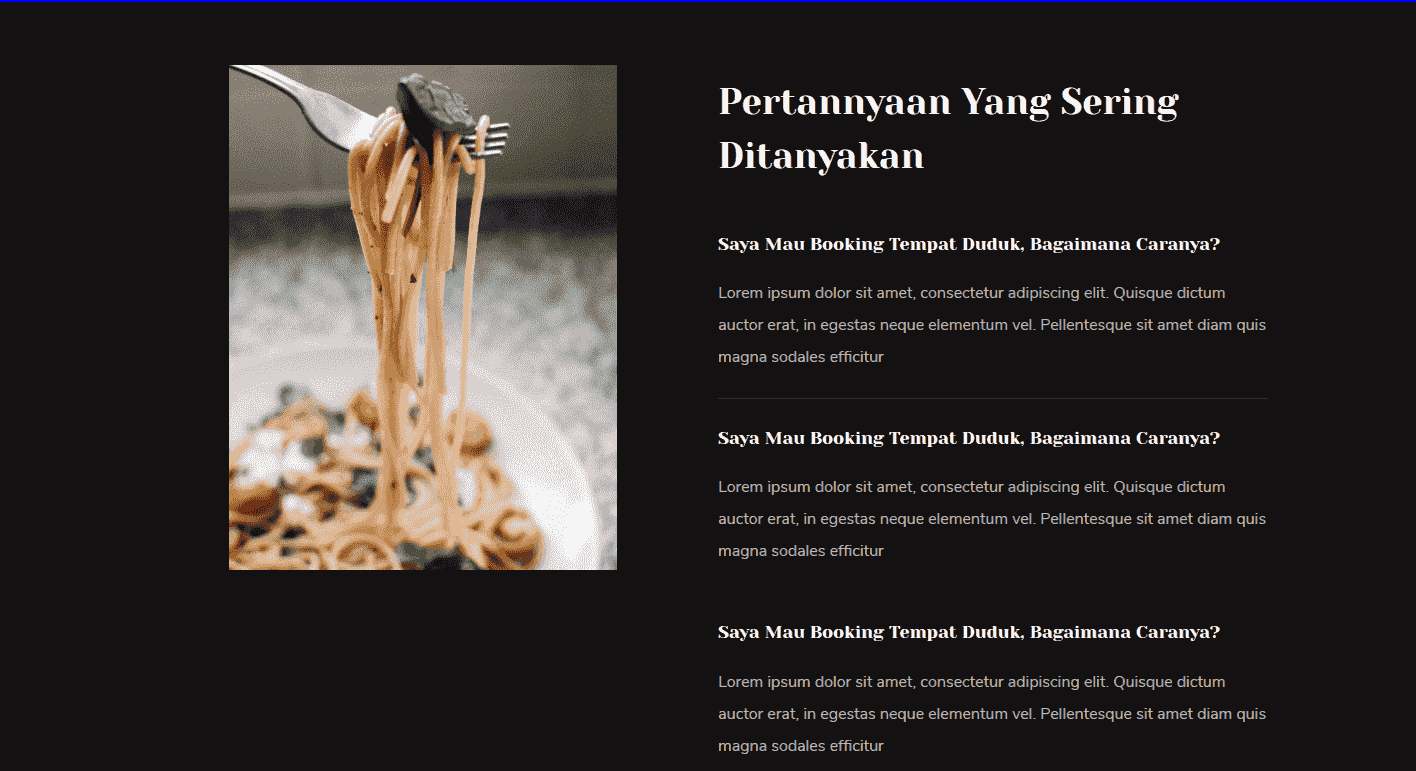 Pertannyaan Yang Sering
Ditanyakan
Saya Mau Booking Tempat Duduk, Bagaimana Caranya?
Lorem ipsum dolor sit amet, consectetur adipiscing elit. Quisque dictum
auctor erat, in egestas neque elementum vel. Pellentesque sit amet diam quis
magna sodales efficitur
Saya Mau Booking Tempat Duduk, Bagaimana Caranya?
Lorem ipsum dolor sit amet, consectetur adipiscing elit. Quisque dictum
auctor erat, in egestas neque elementum vel. Pellentesque sit amet diam quis
magna sodales efficitur
Saya Mau Booking Tempat Duduk, Bagaimana Caranya?
Lorem ipsum dolor sit amet, consectetur adipiscing elit. Quisque dictum
auctor erat, in egestas neque elementum vel. Pellentesque sit amet diam quis
magna sodales efficitur